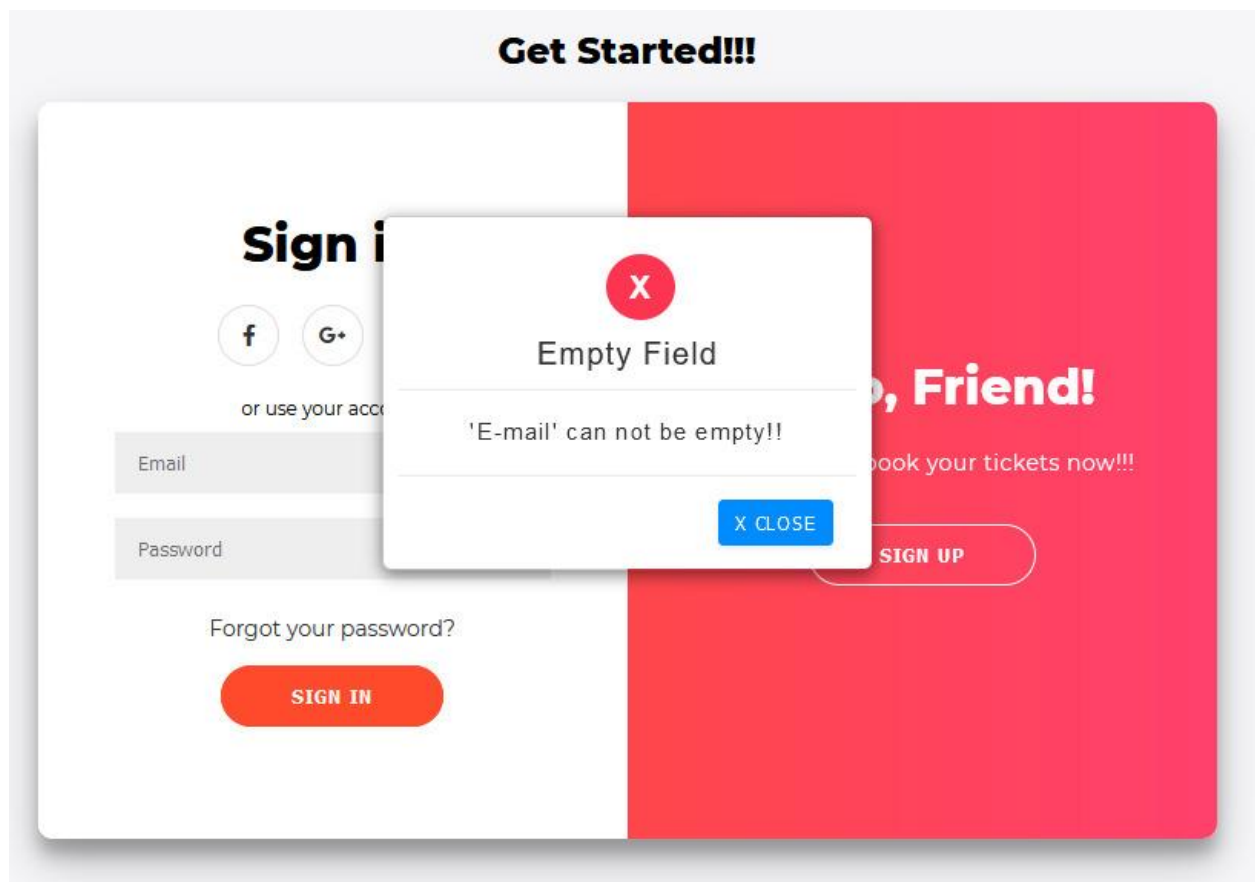 Get Started!!!
Sign i
f G+
or use your acco
Email
Password
Forgot your password?
SIGN IN
X
Empty Field
'E-mail' can not be empty!!
X CLOSE
, Friend!
book your tickets now!!!
SIGN UP